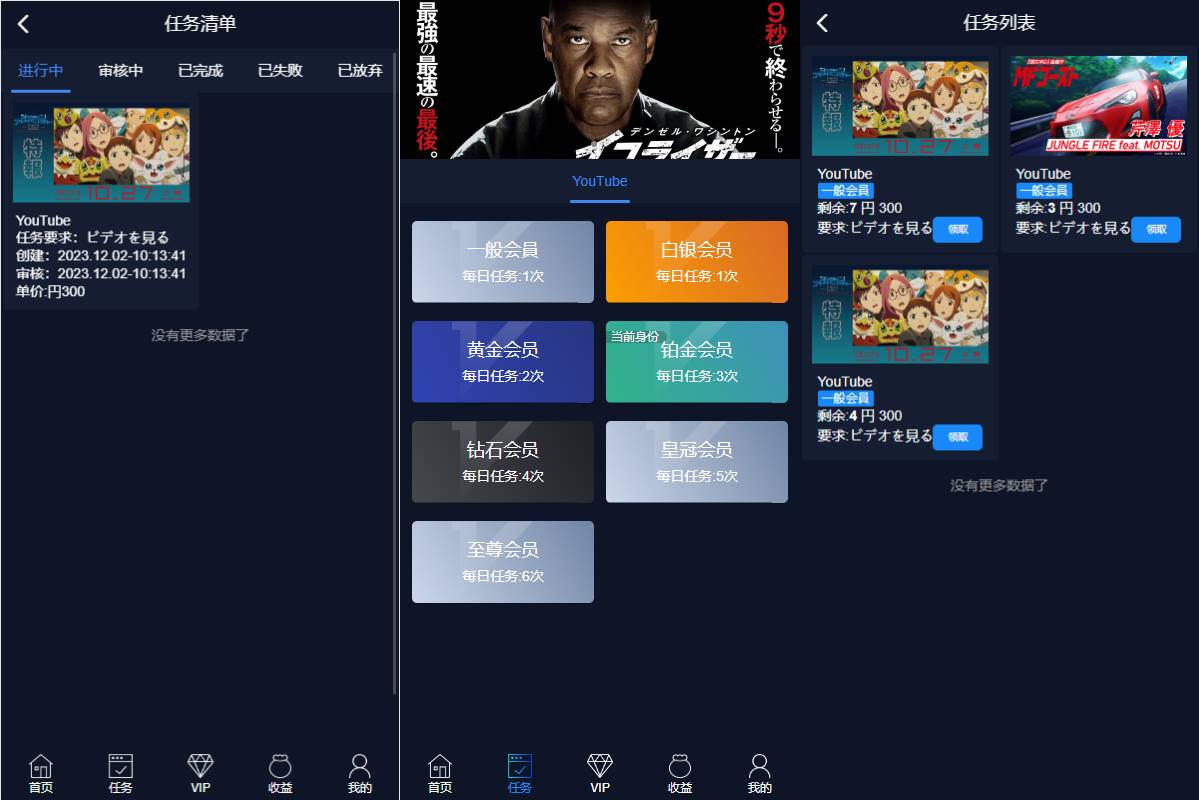 任务清单
进行中
审核中
已完成
已失败
已放弃
特報
10.27
YouTube
任务要求：ビデオを見る
创建：2023.12.02-10:13:41
审核：2023.12.02-10:13:41
单价:円300
没有更多数据了
首页
任务
VIP
收益
我的
最強の最速の最後。
9秒で終わらせる—。
デンゼル・ワシントン
イコライザー
YouTube
一般会員
每日任务:1次
白银会员
每日任务:1次
黄金会员
每日任务:2次
当前身份
铂金会员
每日任务:3次
钻石会员
每日任务:4次
皇冠会员
每日任务:5次
至尊会员
每日任务:6次
首页
任务
VIP
收益
我的
任务列表
特報
10.27
YouTube
一般会員
剩余:7 円 300
要求:ビデオを見る
领取
MFゴースト
芹澤 優
JUNGLE FIRE feat. MOTSU
YouTube
一般会員
剩余:3 円 300
要求:ビデオを見る
领取
特報
10.27
YouTube
一般会員
剩余:4 円 300
要求:ビデオを見る
领取
没有更多数据了